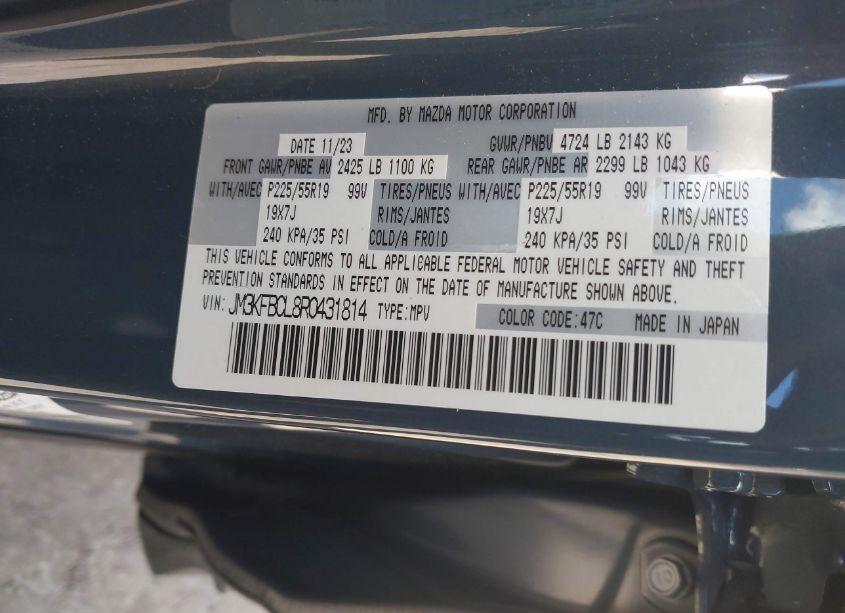 MFD. BY MAZDA MOTOR CORPORATION
DATE 11/23 GVWR/PNBV 4724 LB 2143 KG
FRONT GAWR/PNBE AV 2425 LB 1100 KG REAR GAWR/PNBE AR 2299 LB 1043 KG
WITH/AVEC P225/55R19 99V TIRES/PNEUS WITH/AVEC P225/55R19 99V TIRES/PNEUS
19X7J RIMS/JANTES 19X7J RIMS/JANTES
240 KPA/35 PSI COLD/A FROID 240 KPA/35 PSI COLD/A FROID
THIS VEHICLE CONFORMS TO ALL APPLICABLE FEDERAL MOTOR VEHICLE SAFETY AND THEFT
PREVENTION STANDARDS IN EFFECT ON THE DATE OF MANUFACTURE SHOWN ABOVE.
VIN: JM3KFBCL8R0431814 TYPE:MPV COLOR CODE:47C MADE IN JAPAN